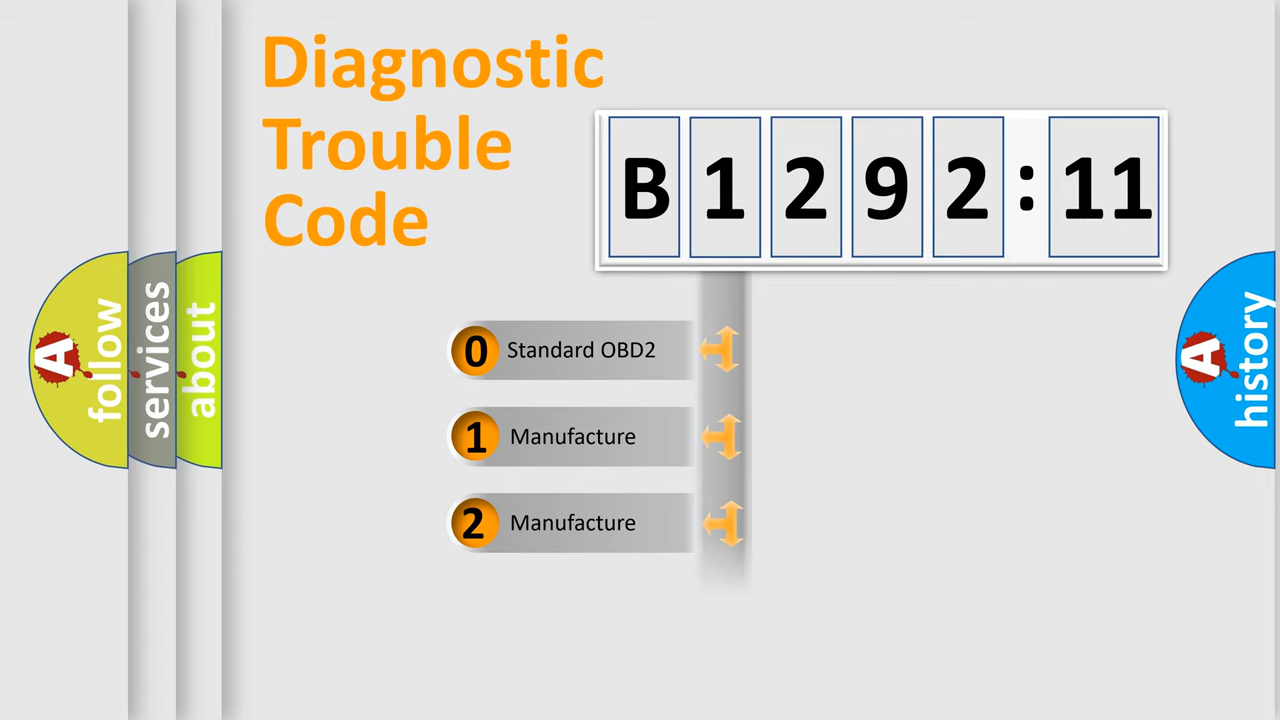 Diagnostic
Trouble
Code
B 1 2 9 2 : 11
0 Standard OBD2
1 Manufacture
2 Manufacture
A follow
services
about
A history